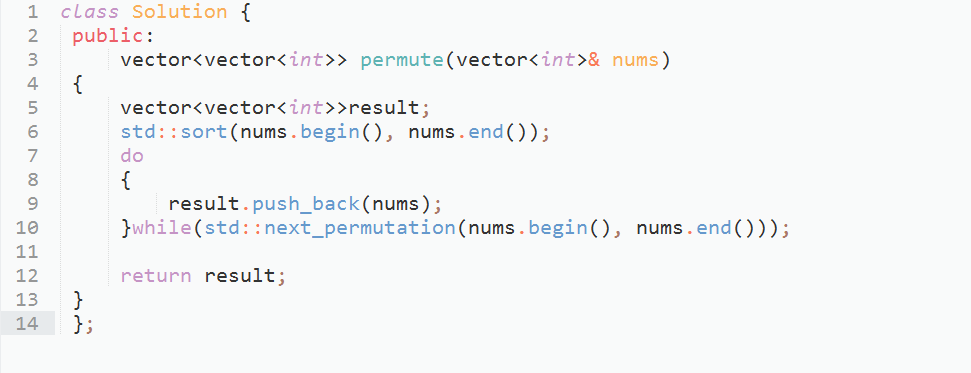 1 class Solution {
2 public:
3     vector<vector<int>> permute(vector<int>& nums)
4 {
5     vector<vector<int>>result;
6     std::sort(nums.begin(), nums.end());
7     do
8     {
9         result.push_back(nums);
10     }while(std::next_permutation(nums.begin(), nums.end()));
11
12     return result;
13 }
14 };